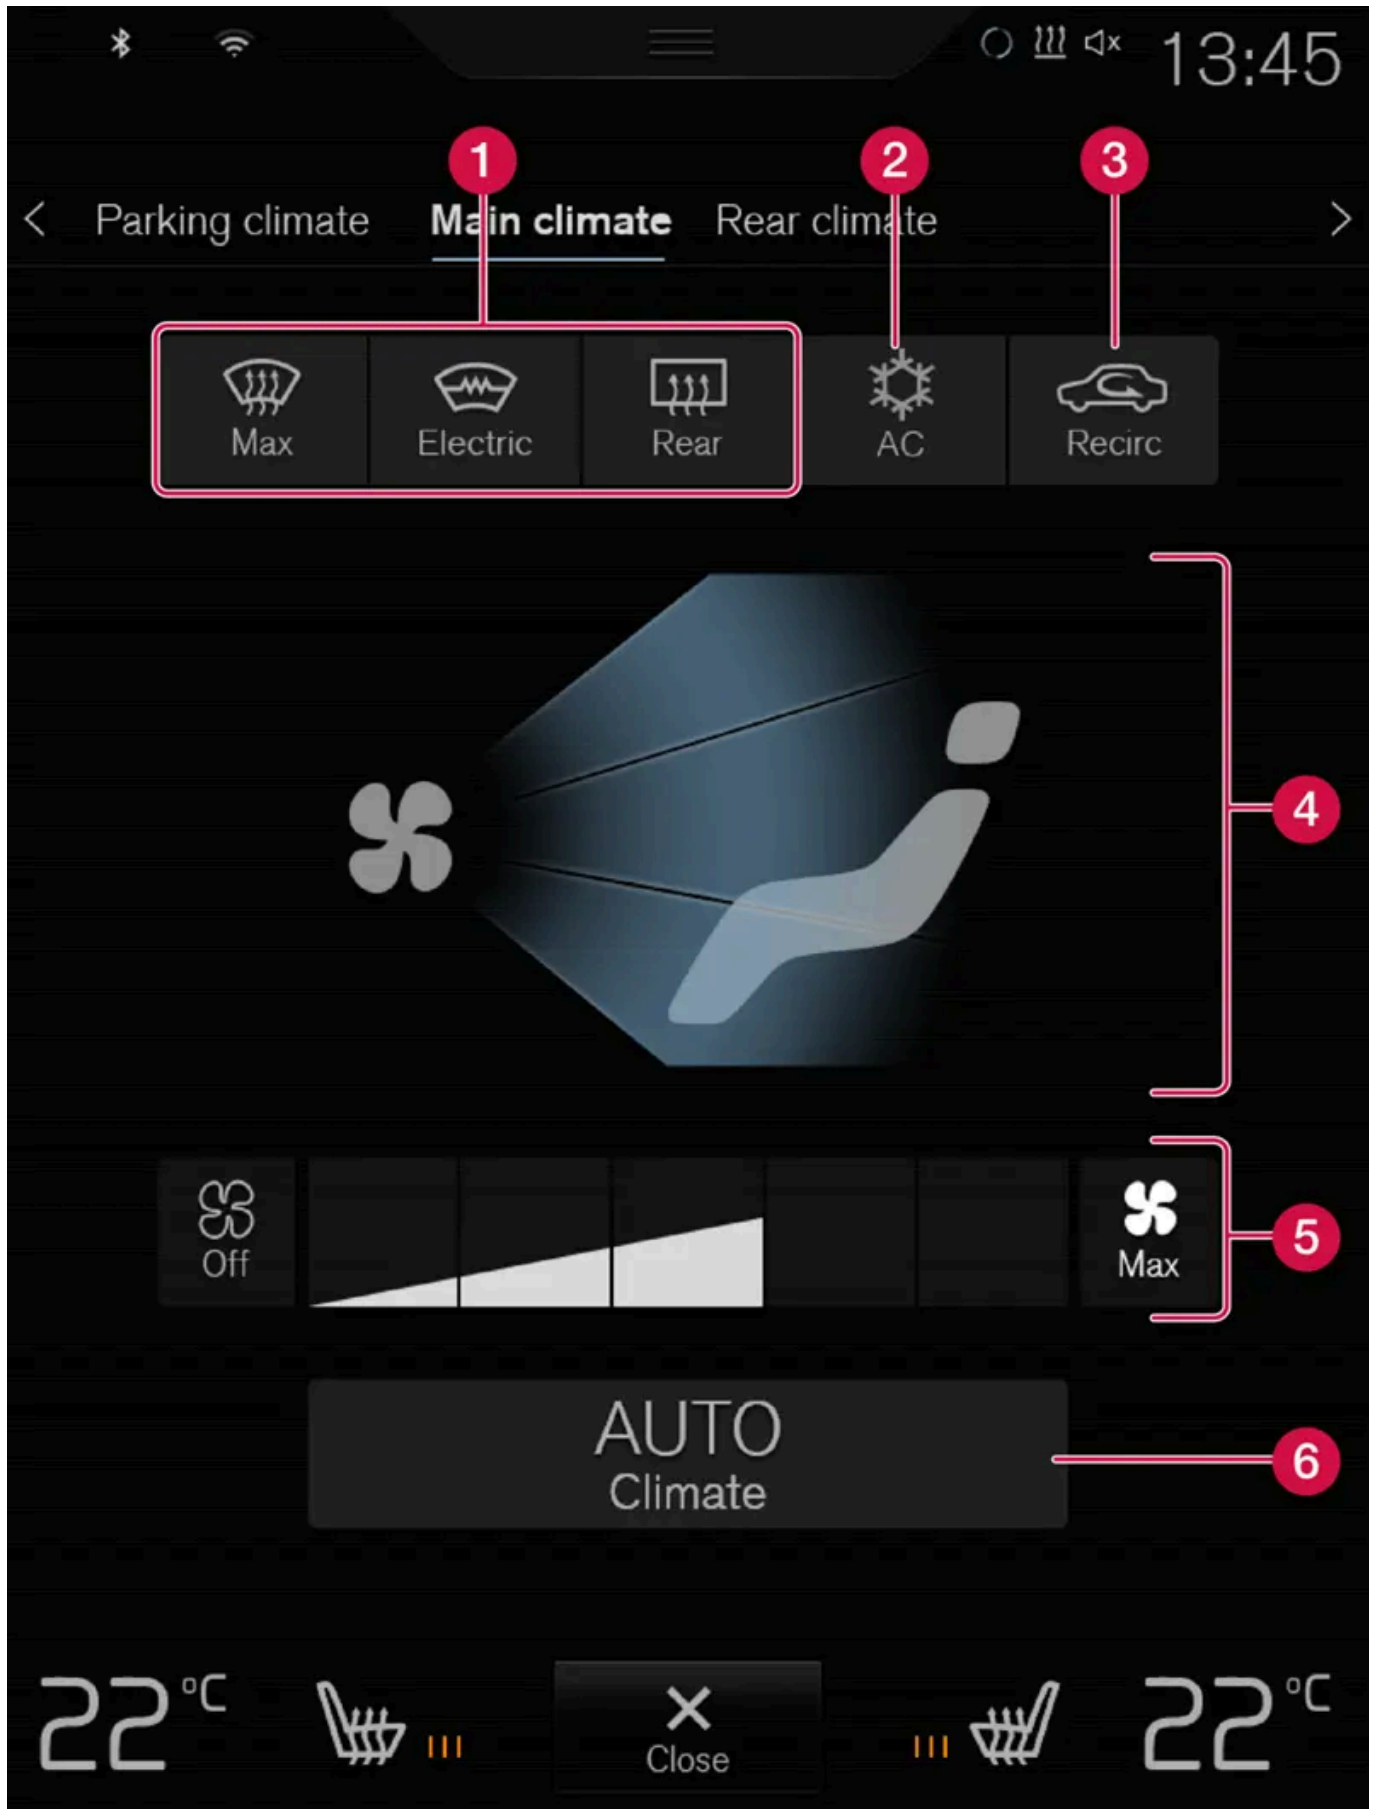 13:45
1 2 3
Parking climate Main climate Rear climate
Max Electric Rear AC Recirc
4
Off Max
5
AUTO
Climate
6
22°C Close 22°C